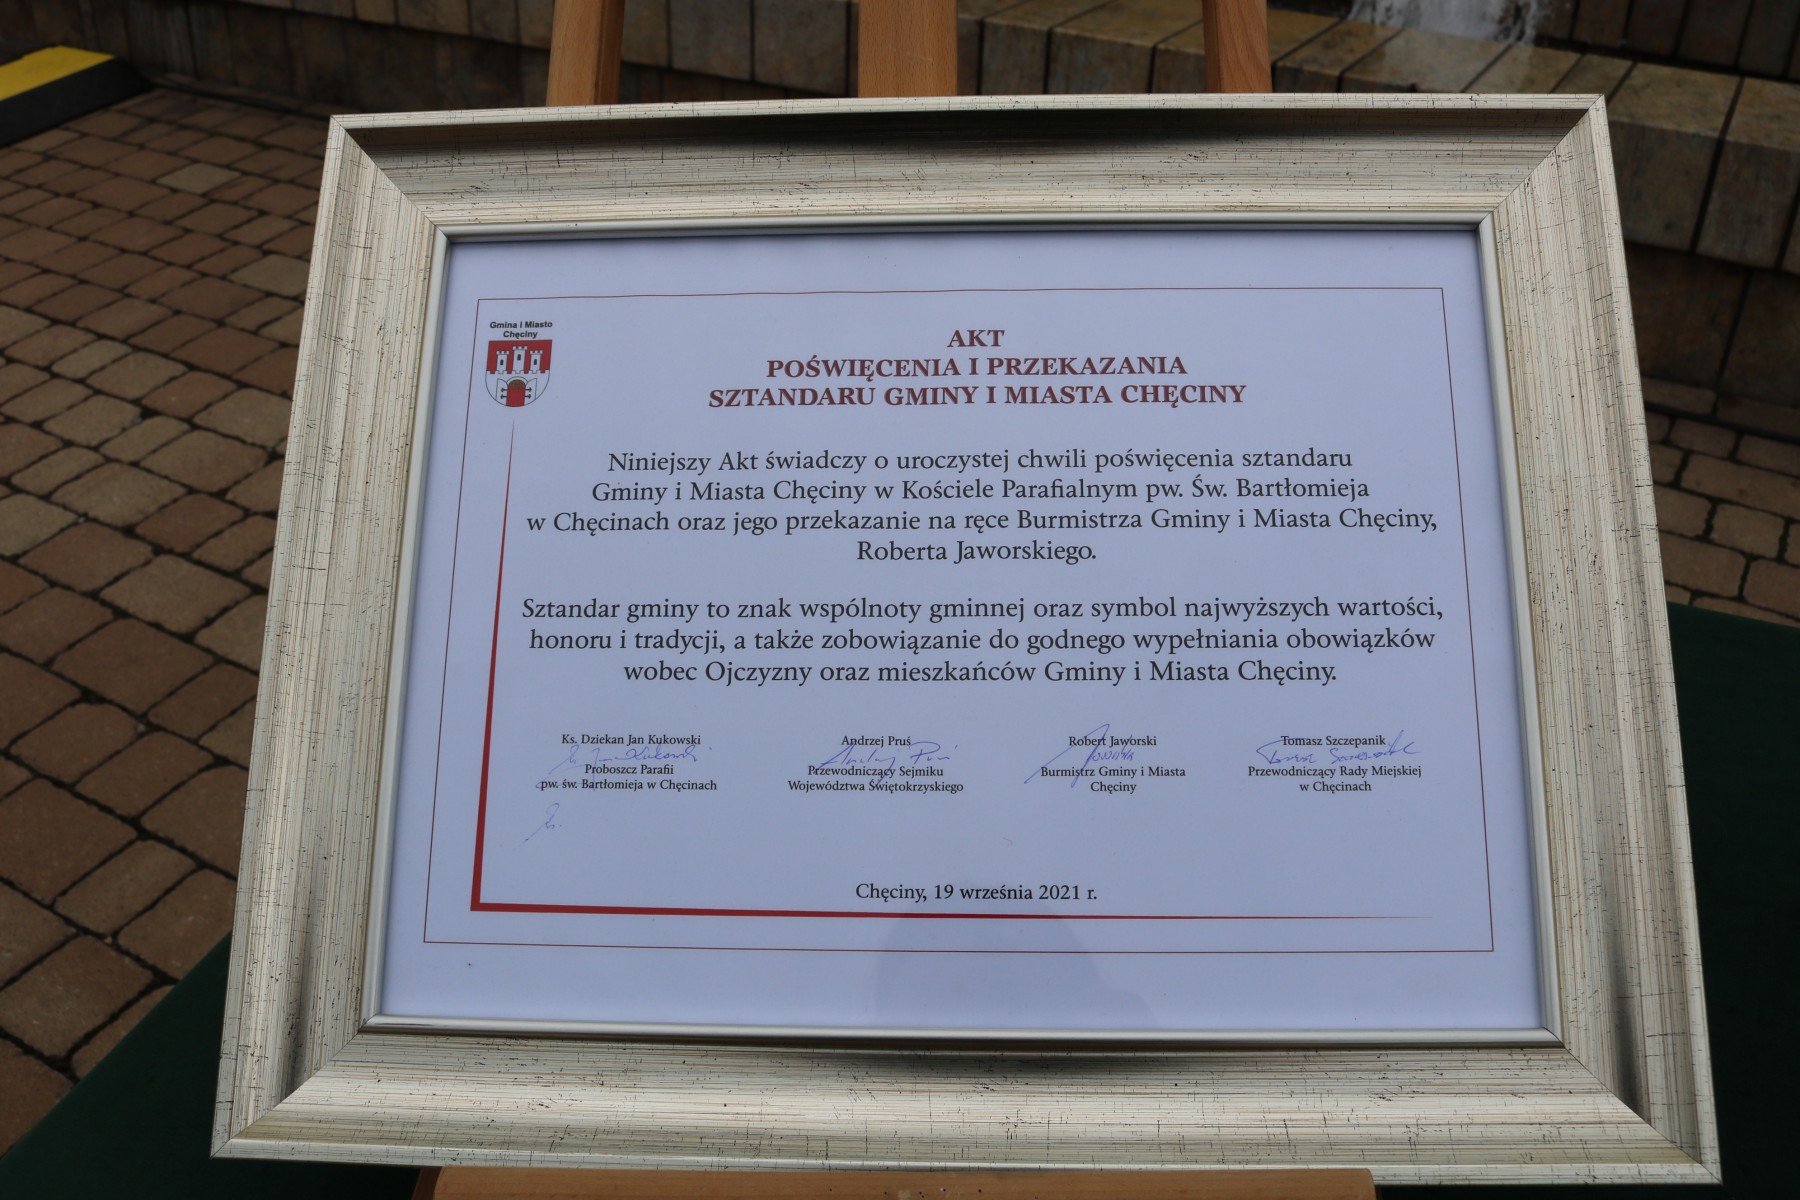 Gmina i Miasto
Chęciny
AKT
POŚWIĘCENIA I PRZEKAZANIA
SZTANDARU GMINY I MIASTA CHĘCINY
Niniejszy Akt świadczy o uroczystej chwili poświęcenia sztandaru
Gminy i Miasta Chęciny w Kościele Parafialnym pw. Św. Bartłomieja
w Chęcinach oraz jego przekazanie na ręce Burmistrza Gminy i Miasta Chęciny,
Roberta Jaworskiego.
Sztandar gminy to znak wspólnoty gminnej oraz symbol najwyższych wartości,
honoru i tradycji, a także zobowiązanie do godnego wypełniania obowiązków
wobec Ojczyzny oraz mieszkańców Gminy i Miasta Chęciny.
Ks. Dziekan Jan Kukowski
Proboszcz Parafii
pw. św. Bartłomieja w Chęcinach
Andrzej Pruś
Przewodniczący Sejmiku
Województwa Świętokrzyskiego
Robert Jaworski
Burmistrz Gminy i Miasta
Chęciny
Tomasz Szczepanik
Przewodniczący Rady Miejskiej
w Chęcinach
Chęciny, 19 września 2021 r.